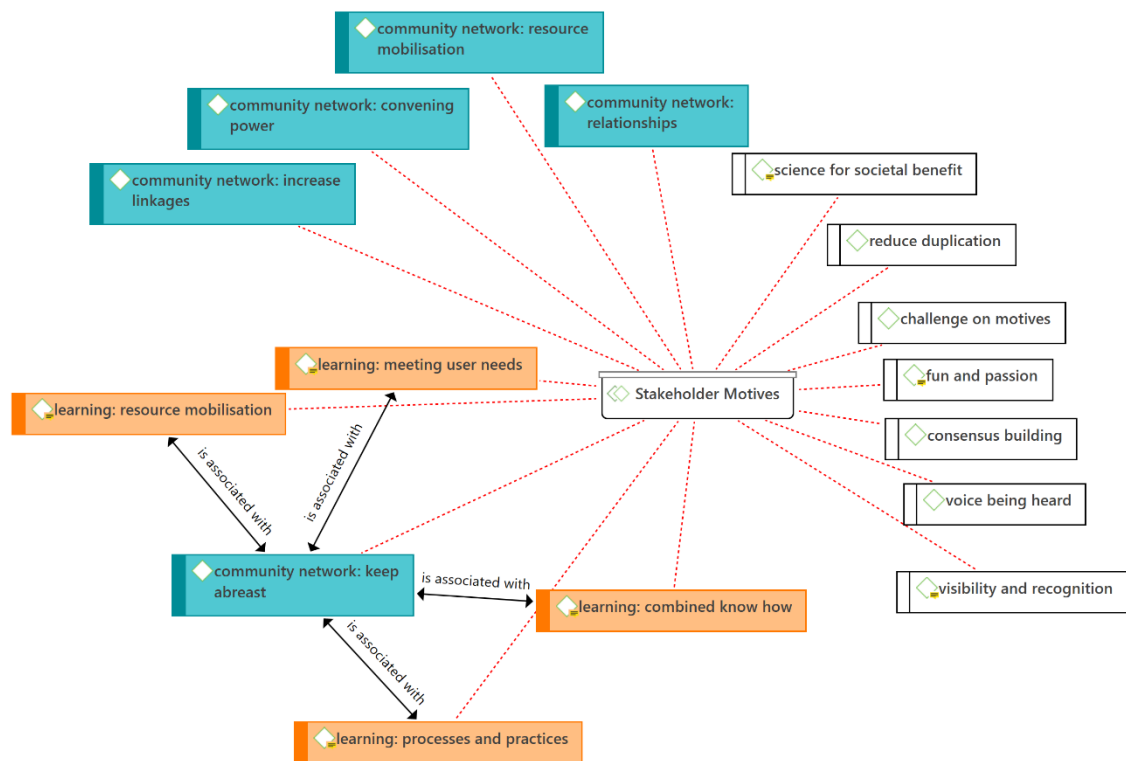 community network: resource
mobilisation
community network: convening
power
community network:
relationships
community network: increase
linkages
science for societal benefit
reduce duplication
challenge on motives
learning: meeting user needs
fun and passion
Stakeholder Motives
learning: resource mobilisation
consensus building
is associated with
is associated with
voice being heard
community network: keep
abreast
is associated with
visibility and recognition
learning: combined know how
is associated with
learning: processes and practices